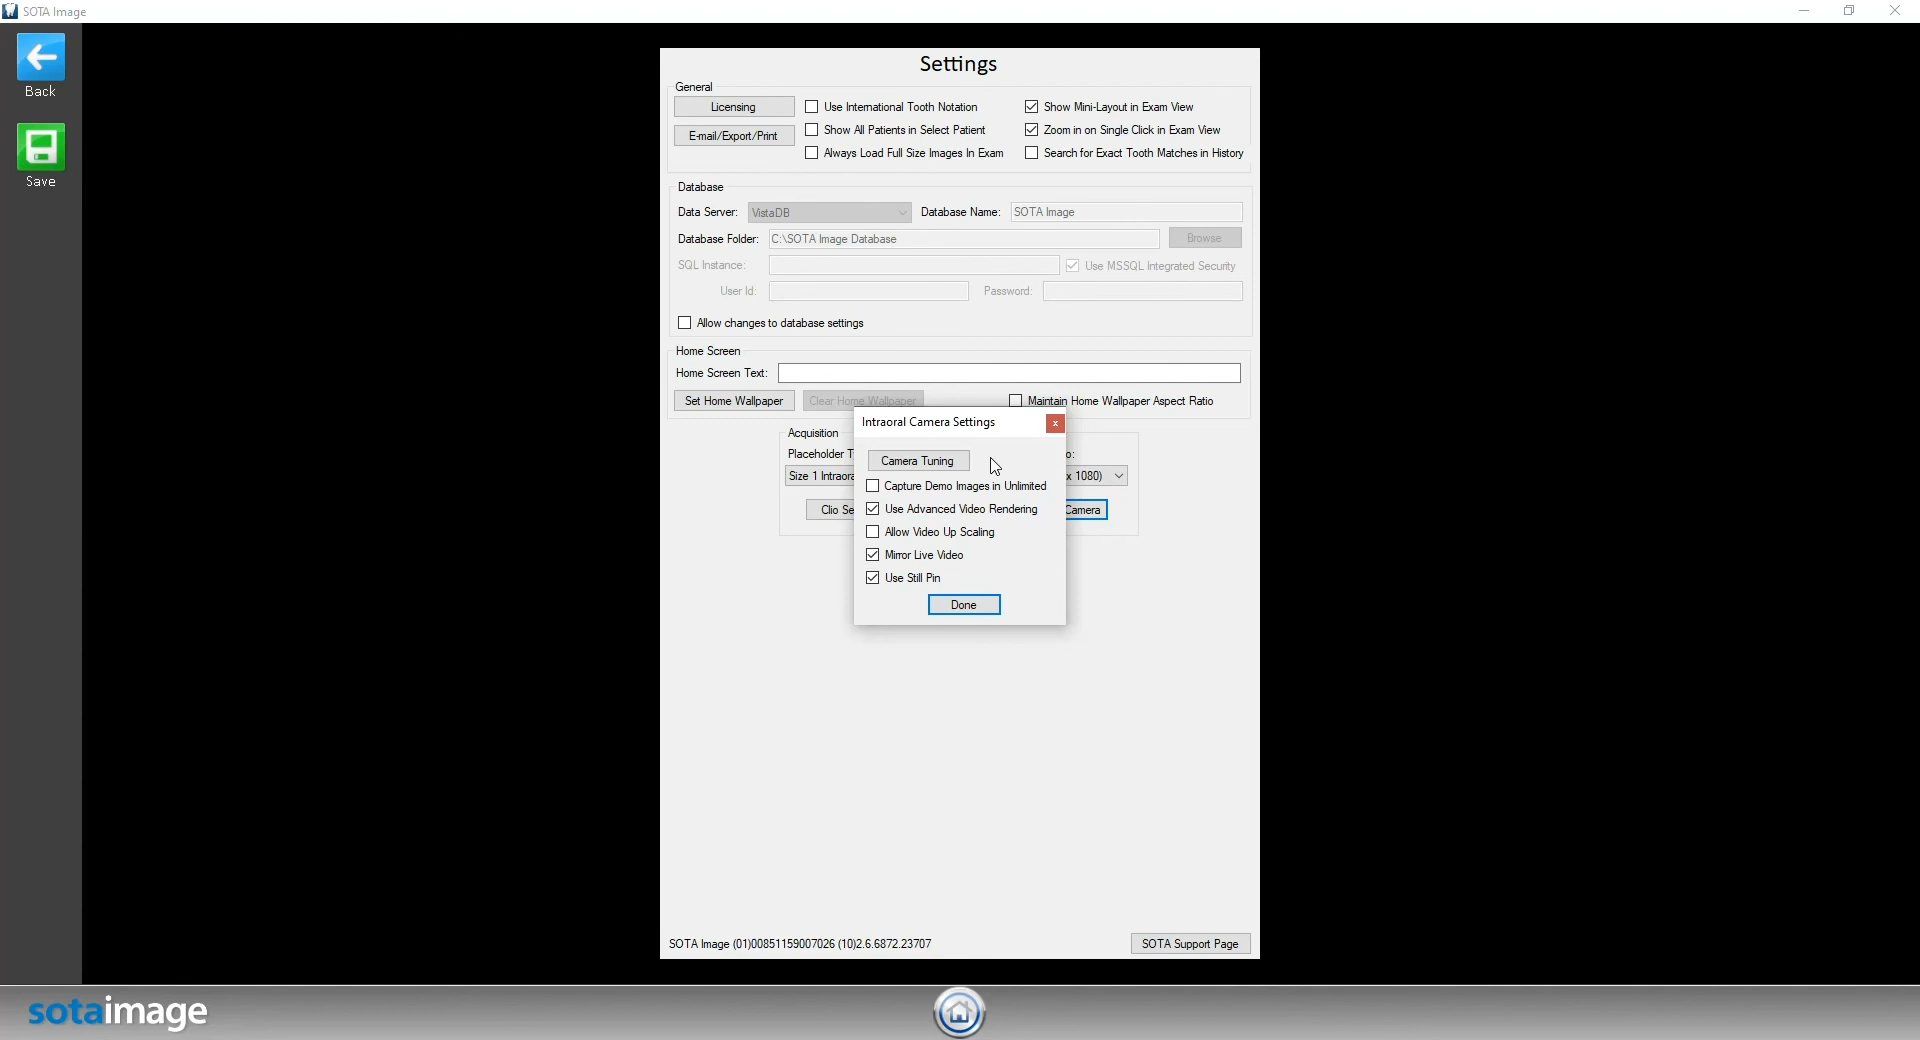 SOTA Image
Back
Save
Settings
General
Licensing
Use International Tooth Notation
Show Mini-Layout in Exam View
E-mail/Export/Print
Show All Patients in Select Patient
Zoom in on Single Click in Exam View
Always Load Full Size Images In Exam
Search for Exact Tooth Matches in History
Database
Data Server: VistaDB
Database Name: SOTA Image
Database Folder: C:\SOTA Image Database
Browse
SQL Instance:
Use MSSQL Integrated Security
User Id:
Password:
Allow changes to database settings
Home Screen
Home Screen Text:
Set Home Wallpaper
Clear Home Wallpaper
Maintain Home Wallpaper Aspect Ratio
Acquisition
Placeholder T
o:
Size 1 Intraora
x 1080)
Clio Se
Camera
Intraoral Camera Settings
x
Camera Tuning
Capture Demo Images in Unlimited
Use Advanced Video Rendering
Allow Video Up Scaling
Mirror Live Video
Use Still Pin
Done
SOTA Image (01)00851159007026 (10)2.6.6872.23707
SOTA Support Page
sotaimage